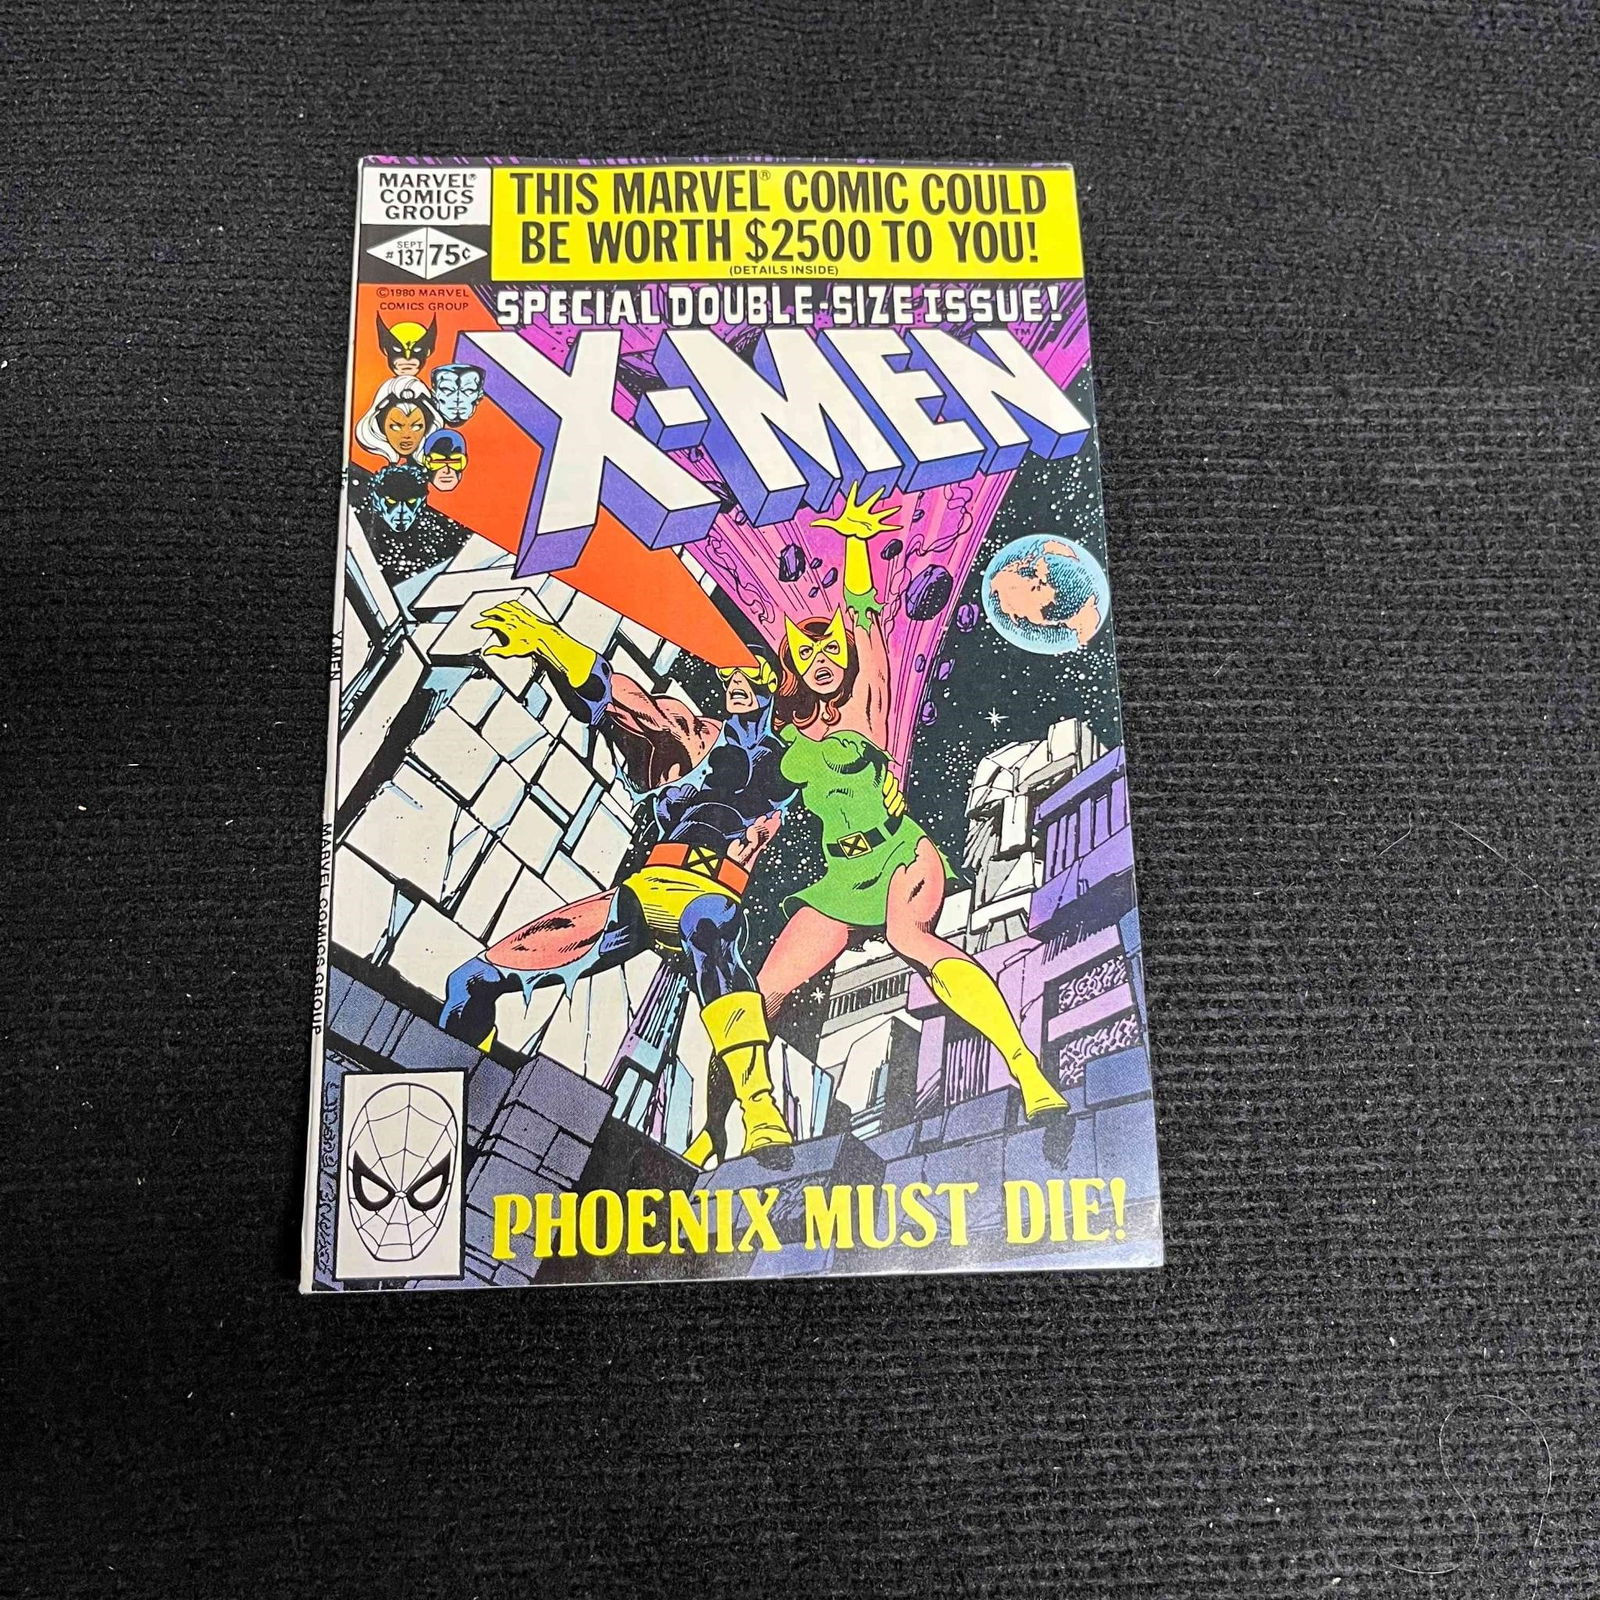 MARVEL®
COMICS
GROUP
SEPT
#137 75¢
THIS MARVEL® COMIC COULD
BE WORTH $2500 TO YOU!
(DETAILS INSIDE)
©1980 MARVEL
COMICS GROUP
SPECIAL DOUBLE-SIZE ISSUE!
X-MEN™
X-MEN
MARVEL COMICS GROUP
PHOENIX MUST DIE!